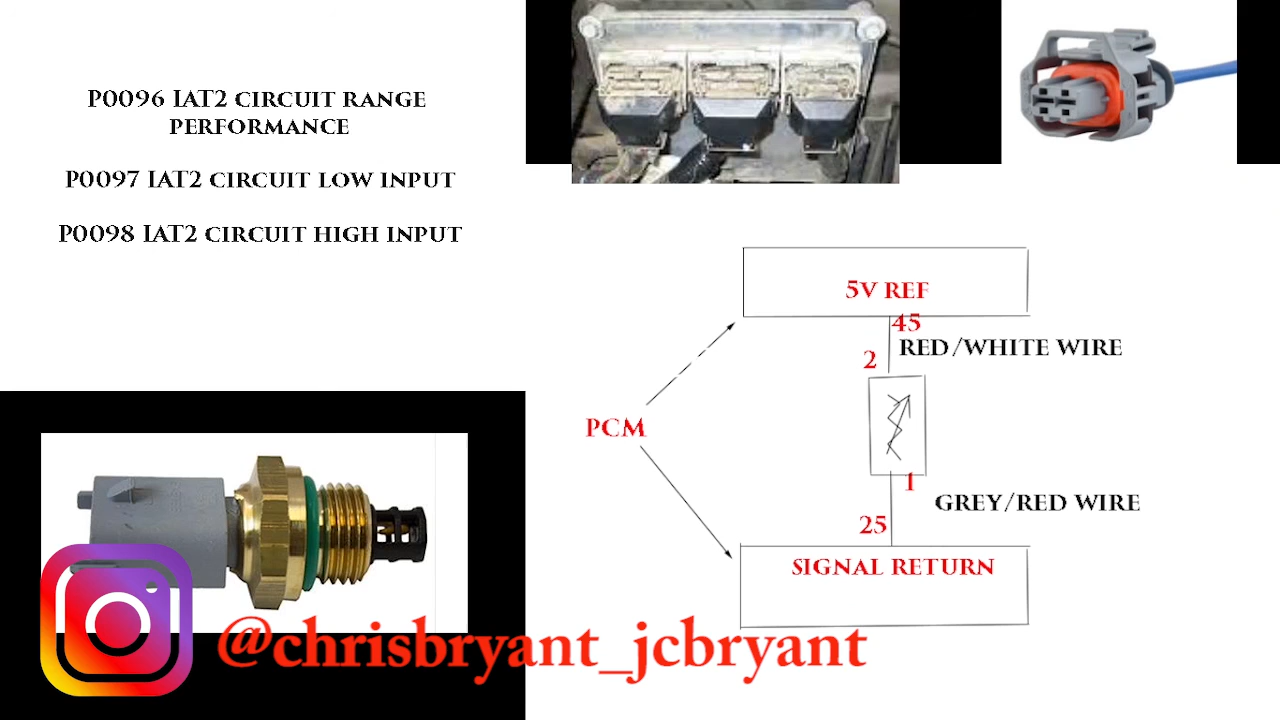 P0096 IAT2 CIRCUIT RANGE
PERFORMANCE
P0097 IAT2 CIRCUIT LOW INPUT
P0098 IAT2 CIRCUIT HIGH INPUT
5V REF
45
RED/WHITE WIRE
2
PCM
1
GREY/RED WIRE
25
SIGNAL RETURN
@chrisbryant_jcbryant